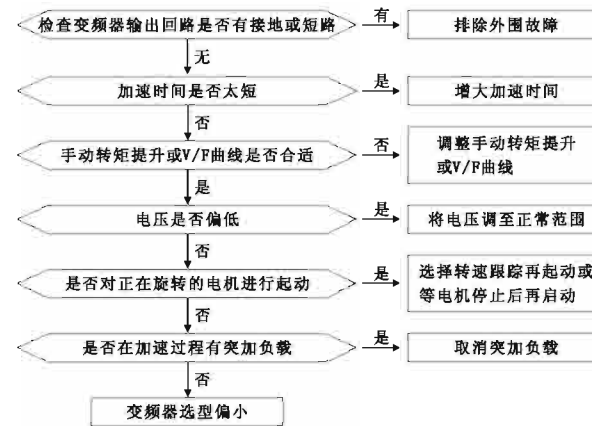 检查变频器输出回路是否有接地或短路
有
排除外围故障
无
加速时间是否太短
是
增大加速时间
否
手动转矩提升或V/F曲线是否合适
否
调整手动转矩提升
或V/F曲线
是
电压是否偏低
是
将电压调至正常范围
否
是否对正在旋转的电机进行起动
是
选择转速跟踪再起动或
等电机停止后再启动
否
是否在加速过程有突加负载
是
取消突加负载
否
变频器选型偏小